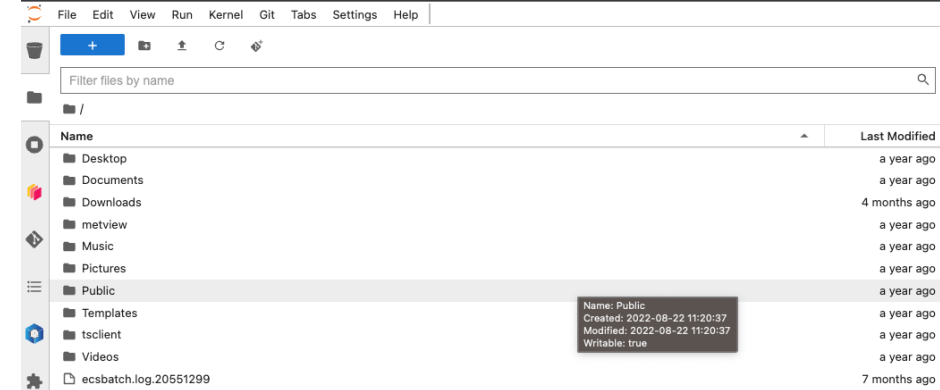 File Edit View Run Kernel Git Tabs Settings Help
+
Filter files by name
/
Name Last Modified
Desktop a year ago
Documents a year ago
Downloads 4 months ago
metview a year ago
Music a year ago
Pictures a year ago
Public a year ago
Name: Public
Created: 2022-08-22 11:20:37
Modified: 2022-08-22 11:20:37
Writable: true
Templates a year ago
tsclient a year ago
Videos a year ago
ecsbatch.log.20551299 7 months ago